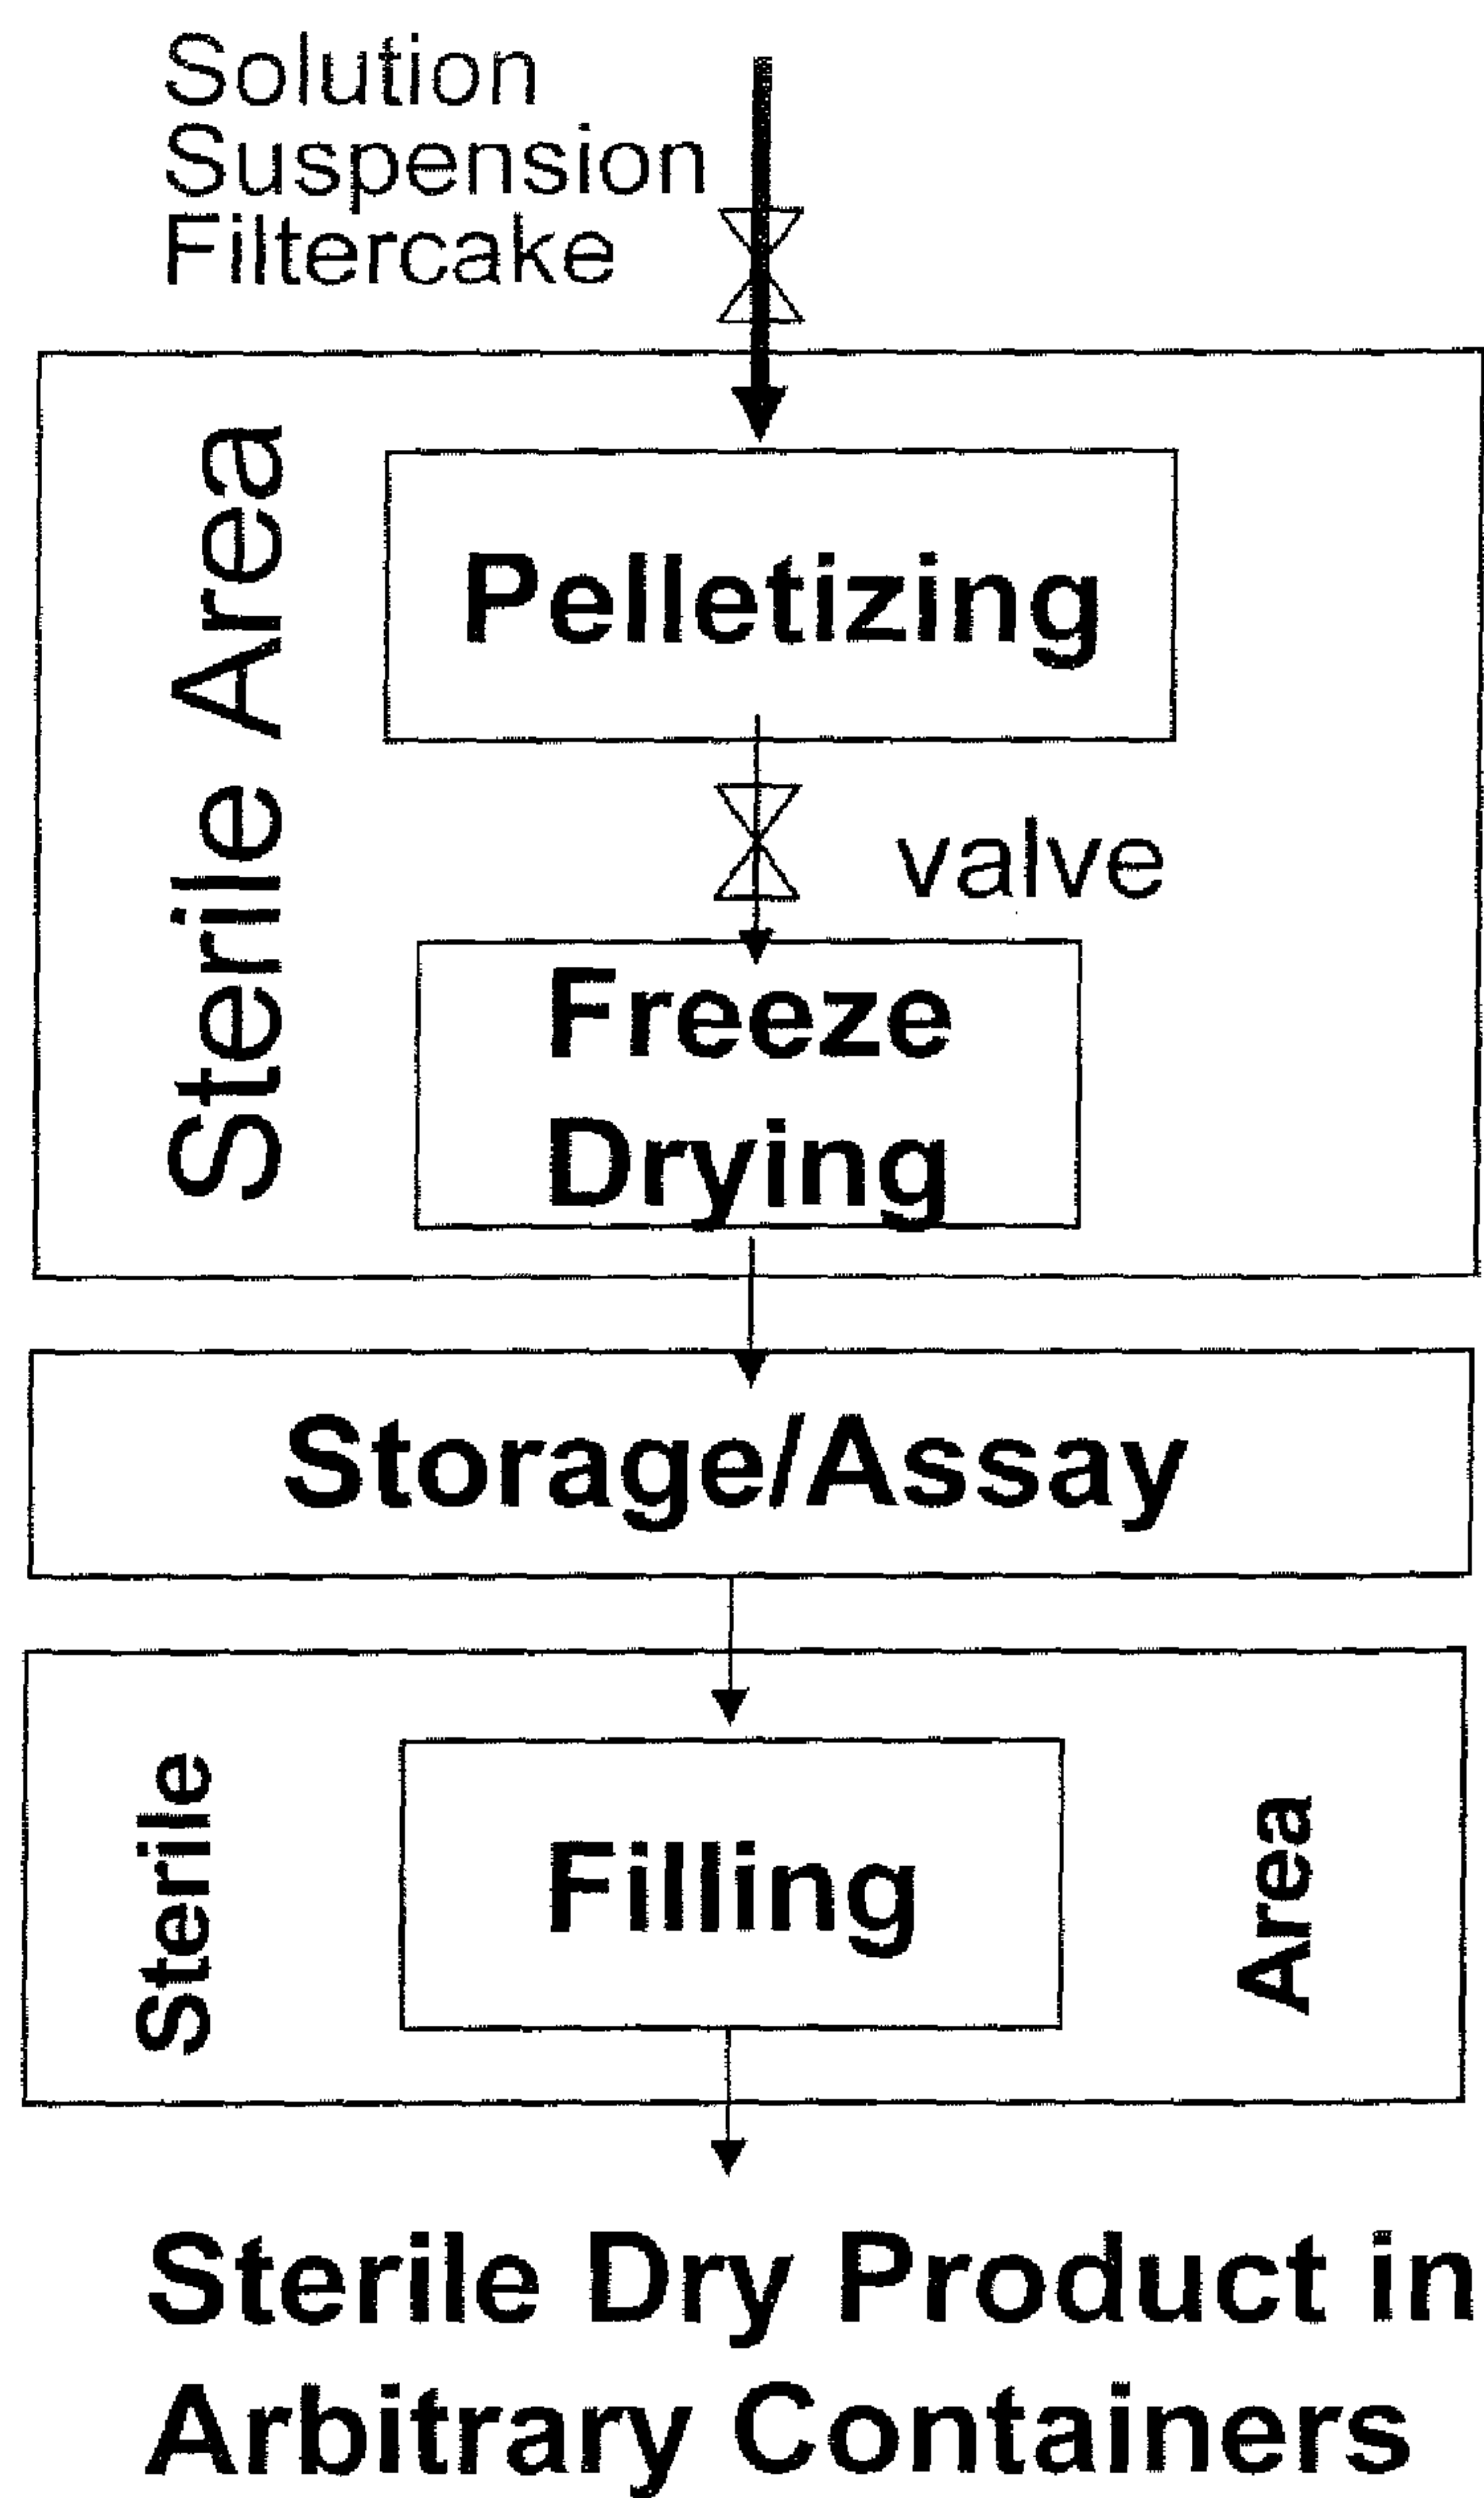 Solution
Suspension
Filtercake
Sterile Area
Pelletizing
valve
Freeze
Drying
Storage/Assay
Sterile
Filling
Area
Sterile Dry Product in
Arbitrary Containers